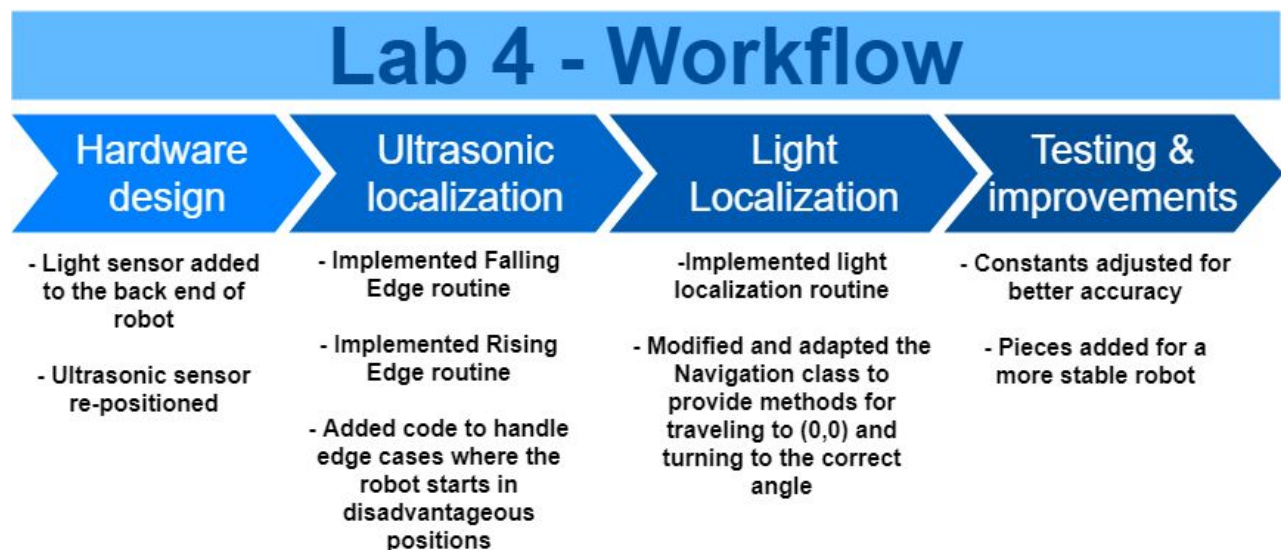 Lab 4 - Workflow
Hardware
design
Ultrasonic
localization
Light
Localization
Testing &
improvements
- Light sensor added
to the back end of
robot
- Ultrasonic sensor
re-positioned
- Implemented Falling
Edge routine
- Implemented Rising
Edge routine
- Added code to handle
edge cases where the
robot starts in
disadvantageous
positions
-Implemented light
localization routine
- Modified and adapted the
Navigation class to
provide methods for
traveling to (0,0) and
turning to the correct
angle
- Constants adjusted for
better accuracy
- Pieces added for a
more stable robot